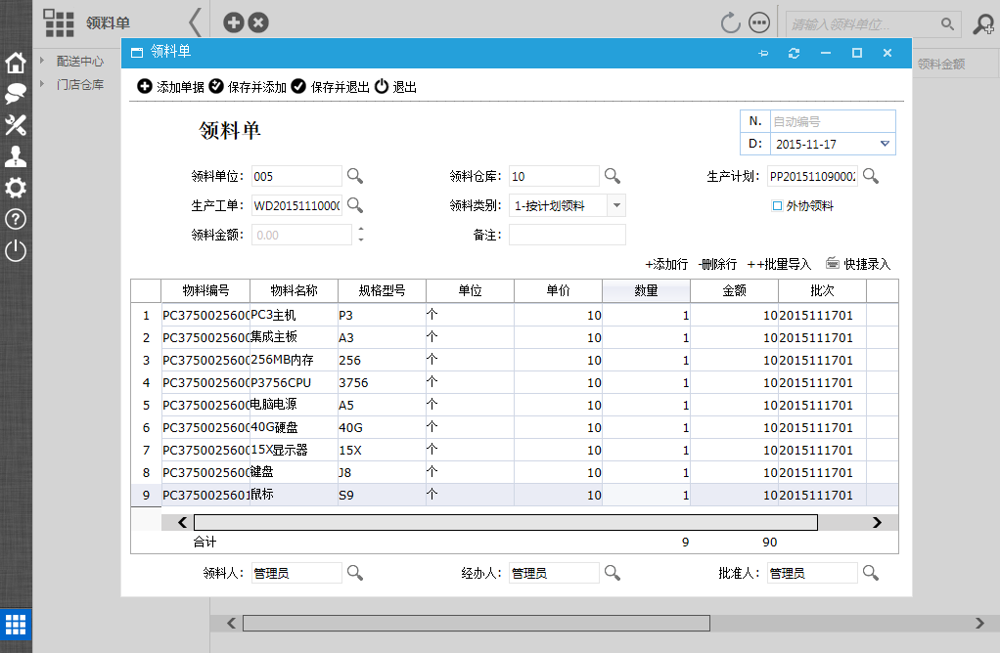 领料单
请输入领料单位...
配送中心
门店仓库
领料金额
领料单
添加单据 保存并添加 保存并退出 退出
领料单
N. 自动编号
D: 2015-11-17
领料单位: 005 领料仓库: 10 生产计划: PP201511090002
生产工单: WD20151110000 领料类别: 1-按计划领料 外协领料
领料金额: 0.00 备注:
+添加行 -删除行 ++批量导入 快捷录入
物料编号 物料名称 规格型号 单位 单价 数量 金额 批次
1 PC3750025600 PC3主机 P3 个 10 1 10 2015111701
2 PC3750025600 集成主板 A3 个 10 1 10 2015111701
3 PC3750025600 256MB内存 256 个 10 1 10 2015111701
4 PC3750025600 P3756CPU 3756 个 10 1 10 2015111701
5 PC3750025600 电脑电源 A5 个 10 1 10 2015111701
6 PC3750025600 40G硬盘 40G 个 10 1 10 2015111701
7 PC3750025600 15X显示器 15X 个 10 1 10 2015111701
8 PC3750025600 键盘 J8 个 10 1 10 2015111701
9 PC3750025601 鼠标 S9 个 10 1 10 2015111701
合计 9 90
领料人: 管理员 经办人: 管理员 批准人: 管理员